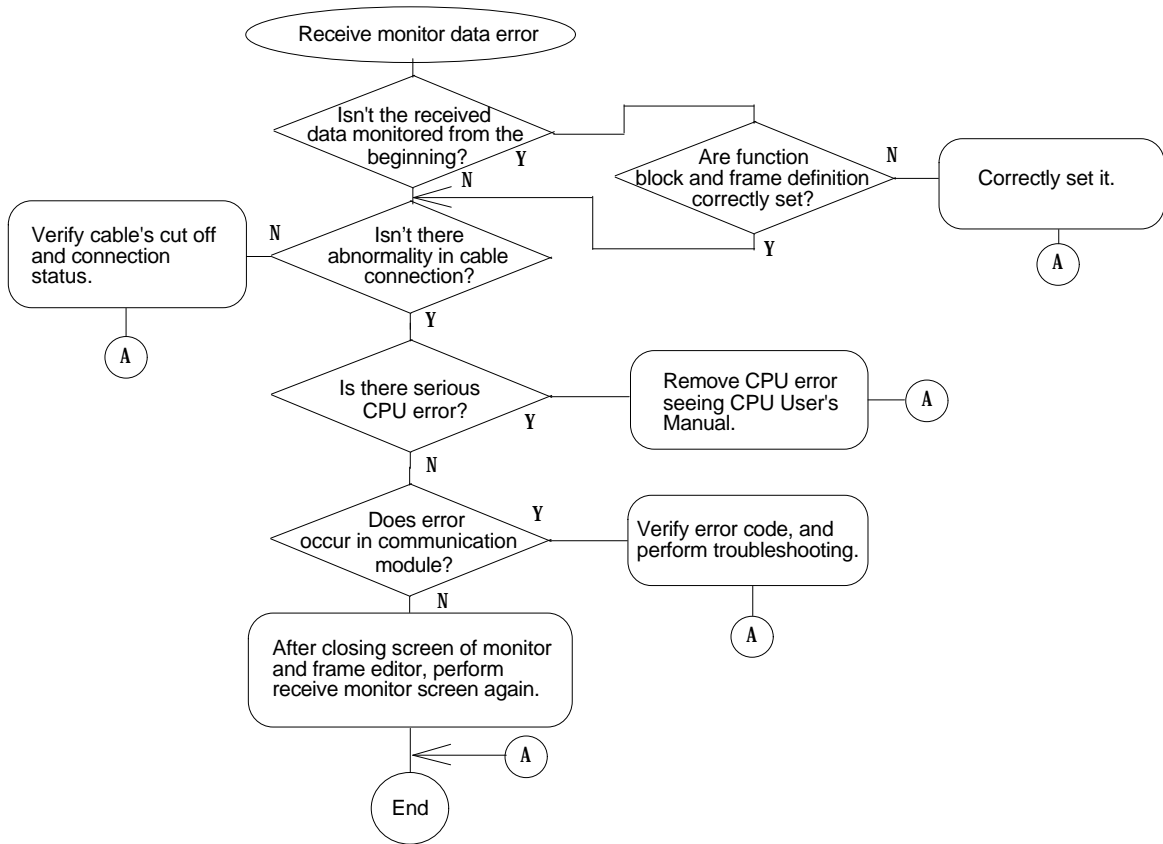 Receive monitor data error
Isn't the received
data monitored from the
beginning?
Y
N
Are function
block and frame definition
correctly set?
N
Y
Correctly set it.
A
Isn't there
abnormality in cable
connection?
N
Y
Verify cable's cut off
and connection
status.
A
Is there serious
CPU error?
Y
N
Remove CPU error
seeing CPU User's
Manual.
A
Does error
occur in communication
module?
Y
N
Verify error code, and
perform troubleshooting.
A
After closing screen of monitor
and frame editor, perform
receive monitor screen again.
A
End